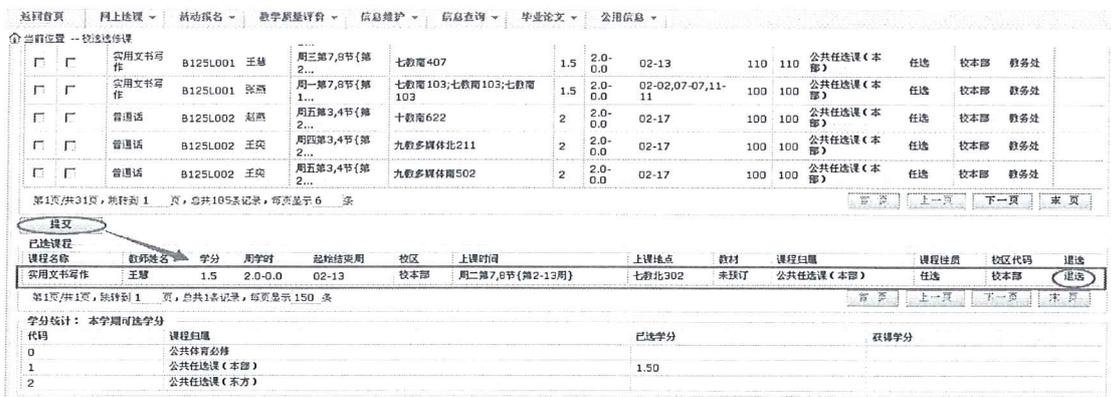 返回首页 网上选课 活动报名 教学质量评价 信息维护 信息查询 毕业论文 公用信息
当前位置 -- 校选选修课
实用文书写作 B125L001 王慧 周三第7,8节{第2... 七教南407 1.5 2.0-0.0 02-13 110 110 公共任选课(本部) 任选 校本部 教务处
实用文书写作 B125L001 张燕 周一第7,8节{第1... 七教南103;七教南103;七教南103 1.5 2.0-0.0 02-02,07-07,11-11 100 100 公共任选课(本部) 任选 校本部 教务处
普通话 B125L002 赵燕 周五第3,4节{第2... 十教南622 2 2.0-0.0 02-17 100 100 公共任选课(本部) 任选 校本部 教务处
普通话 B125L002 王奕 周四第3,4节{第2... 九教多媒体北211 2 2.0-0.0 02-17 100 100 公共任选课(本部) 任选 校本部 教务处
普通话 B125L002 王奕 周五第3,4节{第2... 九教多媒体南502 2 2.0-0.0 02-17 100 100 公共任选课(本部) 任选 校本部 教务处
第1页/共31页,跳转到 1 页,总共185条记录,每页显示 6 条 首 页 上一页 下一页 末 页
提交
已选课程
课程名称 教师姓名 学分 周学时 起始结束周 校区 上课时间 上课地点 教材 课程归属 课程性质 校区代码 退选
实用文书写作 王慧 1.5 2.0-0.0 02-13 校本部 周二第7,8节{第2-13周} 七教北302 未预订 公共任选课(本部) 任选 校本部 退选
第1页/共1页,跳转到 1 页,总共1条记录,每页显示 150 条 首 页 上一页 下一页 末 页
学分统计: 本学期可选学分
代码 课程归属 已选学分 获得学分
0 公共体育必修
1 公共任选课(本部) 1.50
2 公共任选课(东方)